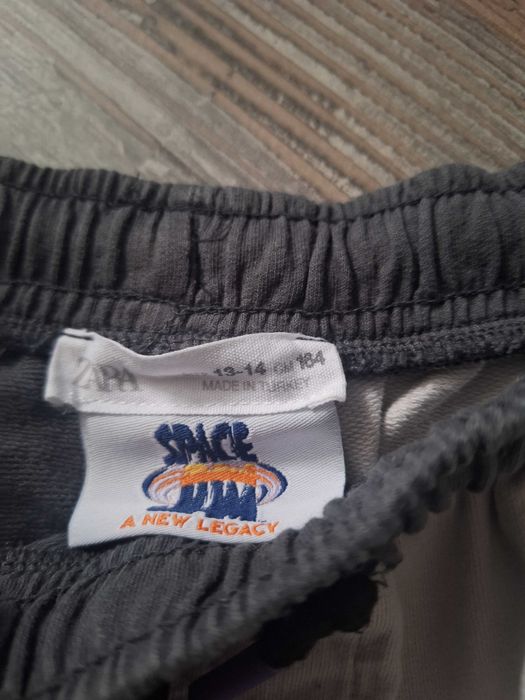 ZARA 13-14 CM 164
MADE IN TURKEY
SPACE
JAM
A NEW LEGACY